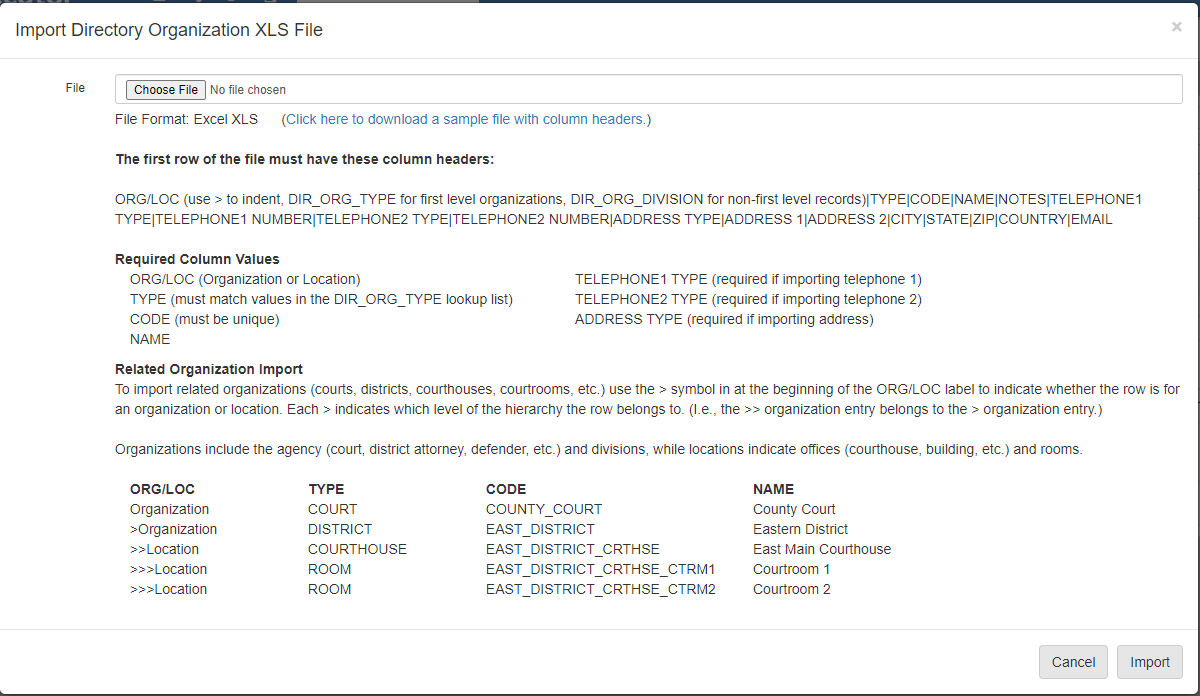 Import Directory Organization XLS File
×
File
Choose File No file chosen
File Format: Excel XLS (Click here to download a sample file with column headers.)
The first row of the file must have these column headers:
ORG/LOC (use > to indent, DIR_ORG_TYPE for first level organizations, DIR_ORG_DIVISION for non-first level records)|TYPE|CODE|NAME|NOTES|TELEPHONE1
TYPE|TELEPHONE1 NUMBER|TELEPHONE2 TYPE|TELEPHONE2 NUMBER|ADDRESS TYPE|ADDRESS 1|ADDRESS 2|CITY|STATE|ZIP|COUNTRY|EMAIL
Required Column Values
ORG/LOC (Organization or Location) TELEPHONE1 TYPE (required if importing telephone 1)
TYPE (must match values in the DIR_ORG_TYPE lookup list) TELEPHONE2 TYPE (required if importing telephone 2)
CODE (must be unique) ADDRESS TYPE (required if importing address)
NAME
Related Organization Import
To import related organizations (courts, districts, courthouses, courtrooms, etc.) use the > symbol in at the beginning of the ORG/LOC label to indicate whether the row is for
an organization or location. Each > indicates which level of the hierarchy the row belongs to. (I.e., the >> organization entry belongs to the > organization entry.)
Organizations include the agency (court, district attorney, defender, etc.) and divisions, while locations indicate offices (courthouse, building, etc.) and rooms.
ORG/LOC TYPE CODE NAME
Organization COURT COUNTY_COURT County Court
>Organization DISTRICT EAST_DISTRICT Eastern District
>>Location COURTHOUSE EAST_DISTRICT_CRTHSE East Main Courthouse
>>>Location ROOM EAST_DISTRICT_CRTHSE_CTRM1 Courtroom 1
>>>Location ROOM EAST_DISTRICT_CRTHSE_CTRM2 Courtroom 2
Cancel Import